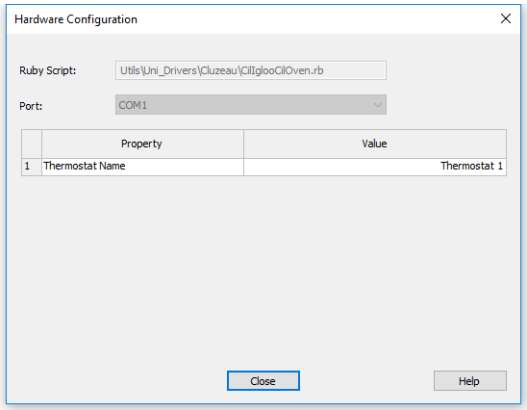 Hardware Configuration
Ruby Script: Utils\Uni_Drivers\Cluzeau\CilIglooCilOven.rb
Port: COM1
Property Value
1 Thermostat Name Thermostat 1
Close Help